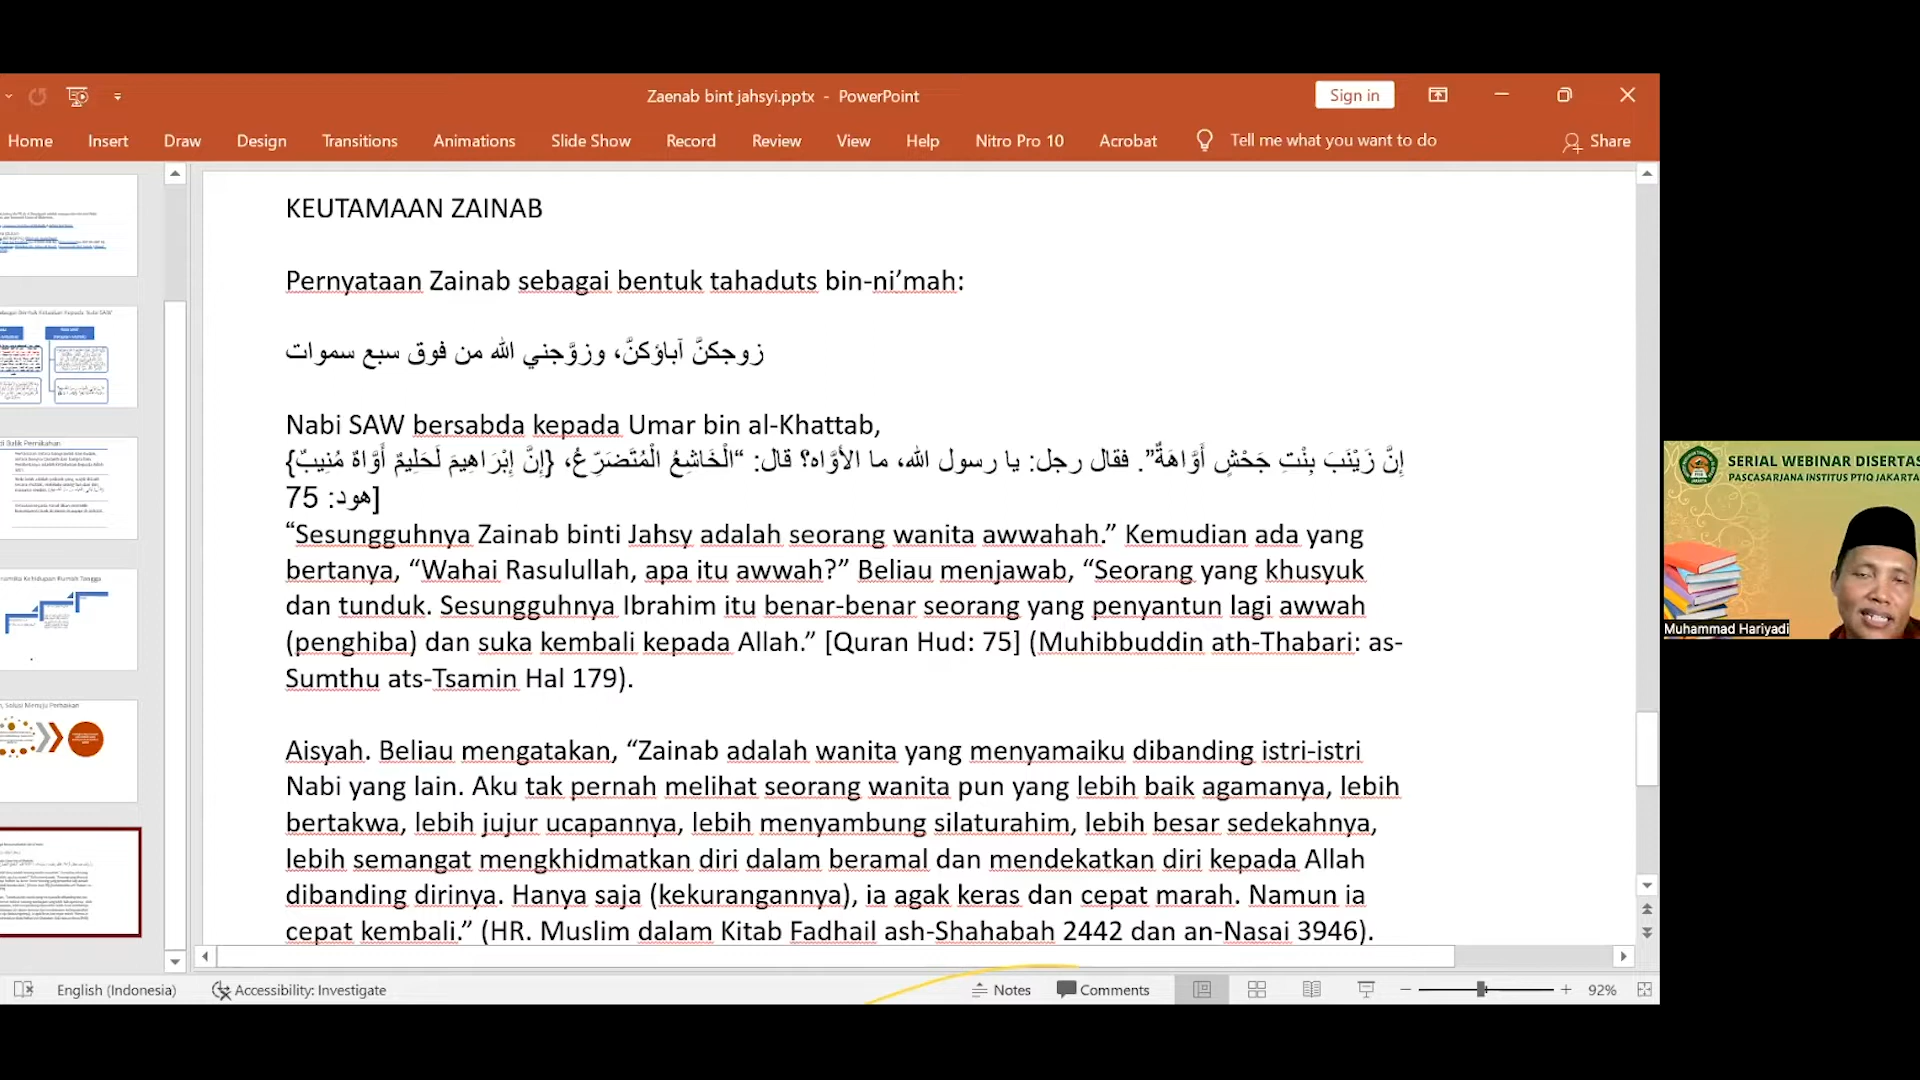 Zaenab bint jahsyi.pptx - PowerPoint
Sign in
Home Insert Draw Design Transitions Animations Slide Show Record Review View Help Nitro Pro 10 Acrobat Tell me what you want to do Share
KEUTAMAAN ZAINAB
Pernyataan Zainab sebagai bentuk tahaduts bin-ni’mah:
زوجكنَّ آباؤكنَّ، وزوَّجني الله من فوق سبع سموات
Nabi SAW bersabda kepada Umar bin al-Khattab,
إِنَّ زَيْنَبَ بِنْتِ جَحْشٍ أَوَّاهَةٌ”. فقال رجل: يا رسول الله، ما الأوَّاه؟ قال: “الْخَاشِعُ الْمُتَضَرِّعُ، {إِنَّ إِبْرَاهِيمَ لَحَلِيمٌ أَوَّاهٌ مُنِيبٌ}
[هود: 75
“Sesungguhnya Zainab binti Jahsy adalah seorang wanita awwahah.” Kemudian ada yang
bertanya, “Wahai Rasulullah, apa itu awwah?” Beliau menjawab, “Seorang yang khusyuk
dan tunduk. Sesungguhnya Ibrahim itu benar-benar seorang yang penyantun lagi awwah
(penghiba) dan suka kembali kepada Allah.” [Quran Hud: 75] (Muhibbuddin ath-Thabari: as-
Sumthu ats-Tsamin Hal 179).
Aisyah. Beliau mengatakan, “Zainab adalah wanita yang menyamaiku dibanding istri-istri
Nabi yang lain. Aku tak pernah melihat seorang wanita pun yang lebih baik agamanya, lebih
bertakwa, lebih jujur ucapannya, lebih menyambung silaturahim, lebih besar sedekahnya,
lebih semangat mengkhidmatkan diri dalam beramal dan mendekatkan diri kepada Allah
dibanding dirinya. Hanya saja (kekurangannya), ia agak keras dan cepat marah. Namun ia
cepat kembali.” (HR. Muslim dalam Kitab Fadhail ash-Shahabah 2442 dan an-Nasai 3946).
SERIAL WEBINAR DISERTAS
PASCASARJANA INSTITUS PTIQ JAKARTA
Muhammad Hariyadi
English (Indonesia) Accessibility: Investigate Notes Comments 92%